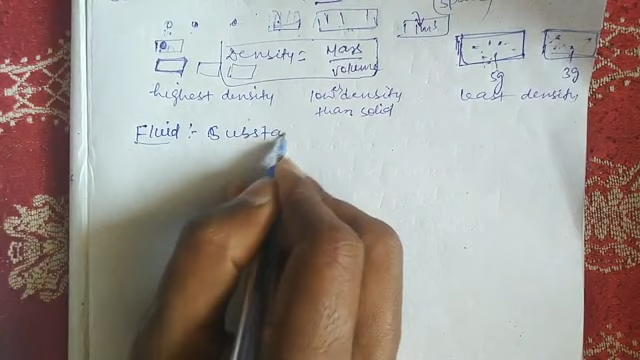 Density = Mass
volume
5g 3g
highest density low density least density
than solid
Fluid :- Substa